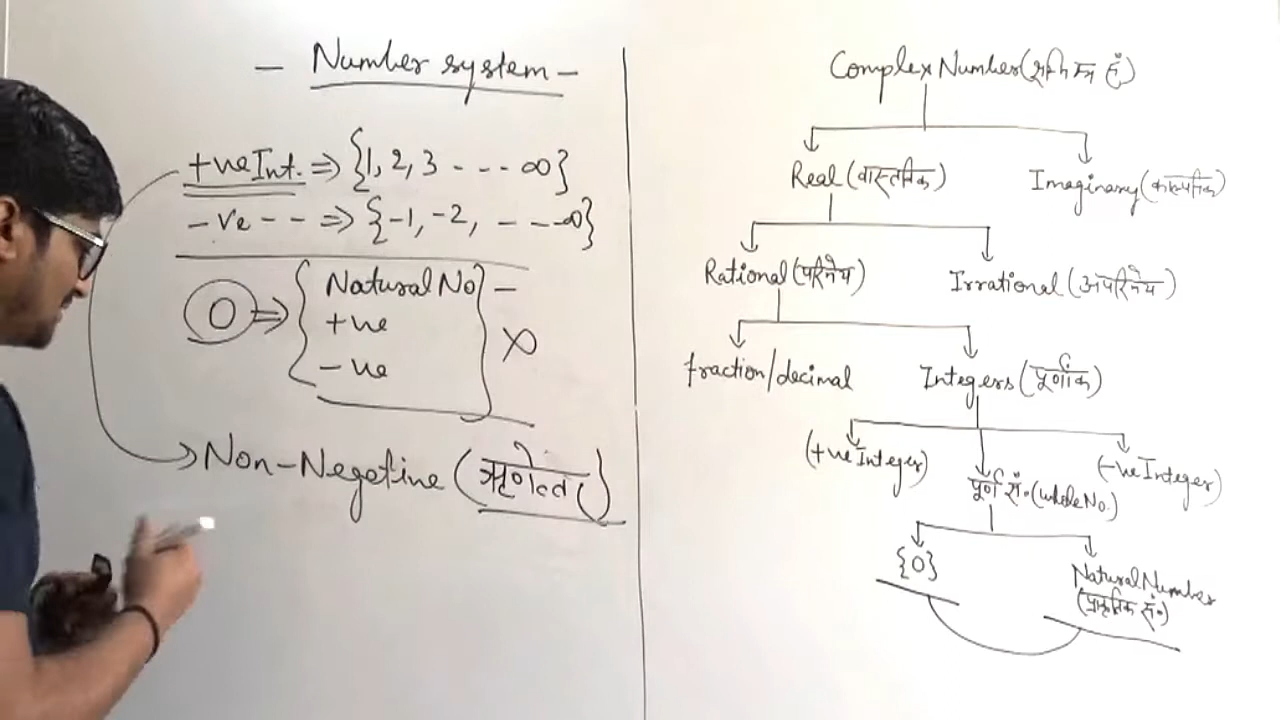 - Number system -
+ve Int. ⇒ {1, 2, 3 - - - - ∞}
-ve - - ⇒ {-1, -2, - - - ∞}
0 ⇒ { Natural No } -
+ve
-ve
×
Non-Negative (ऋणेत्तर)
Complex Number (सम्मिश्र सं)
Real (वास्तविक)
Imaginary (काल्पनिक)
Rational (परिमेय)
Irrational (अपरिमेय)
fraction/decimal
Integers (पूर्णांक)
(+ve Integer)
(-ve Integer)
पूर्ण सं. (whole No.)
{0}
Natural Number
(प्राकृतिक सं.)